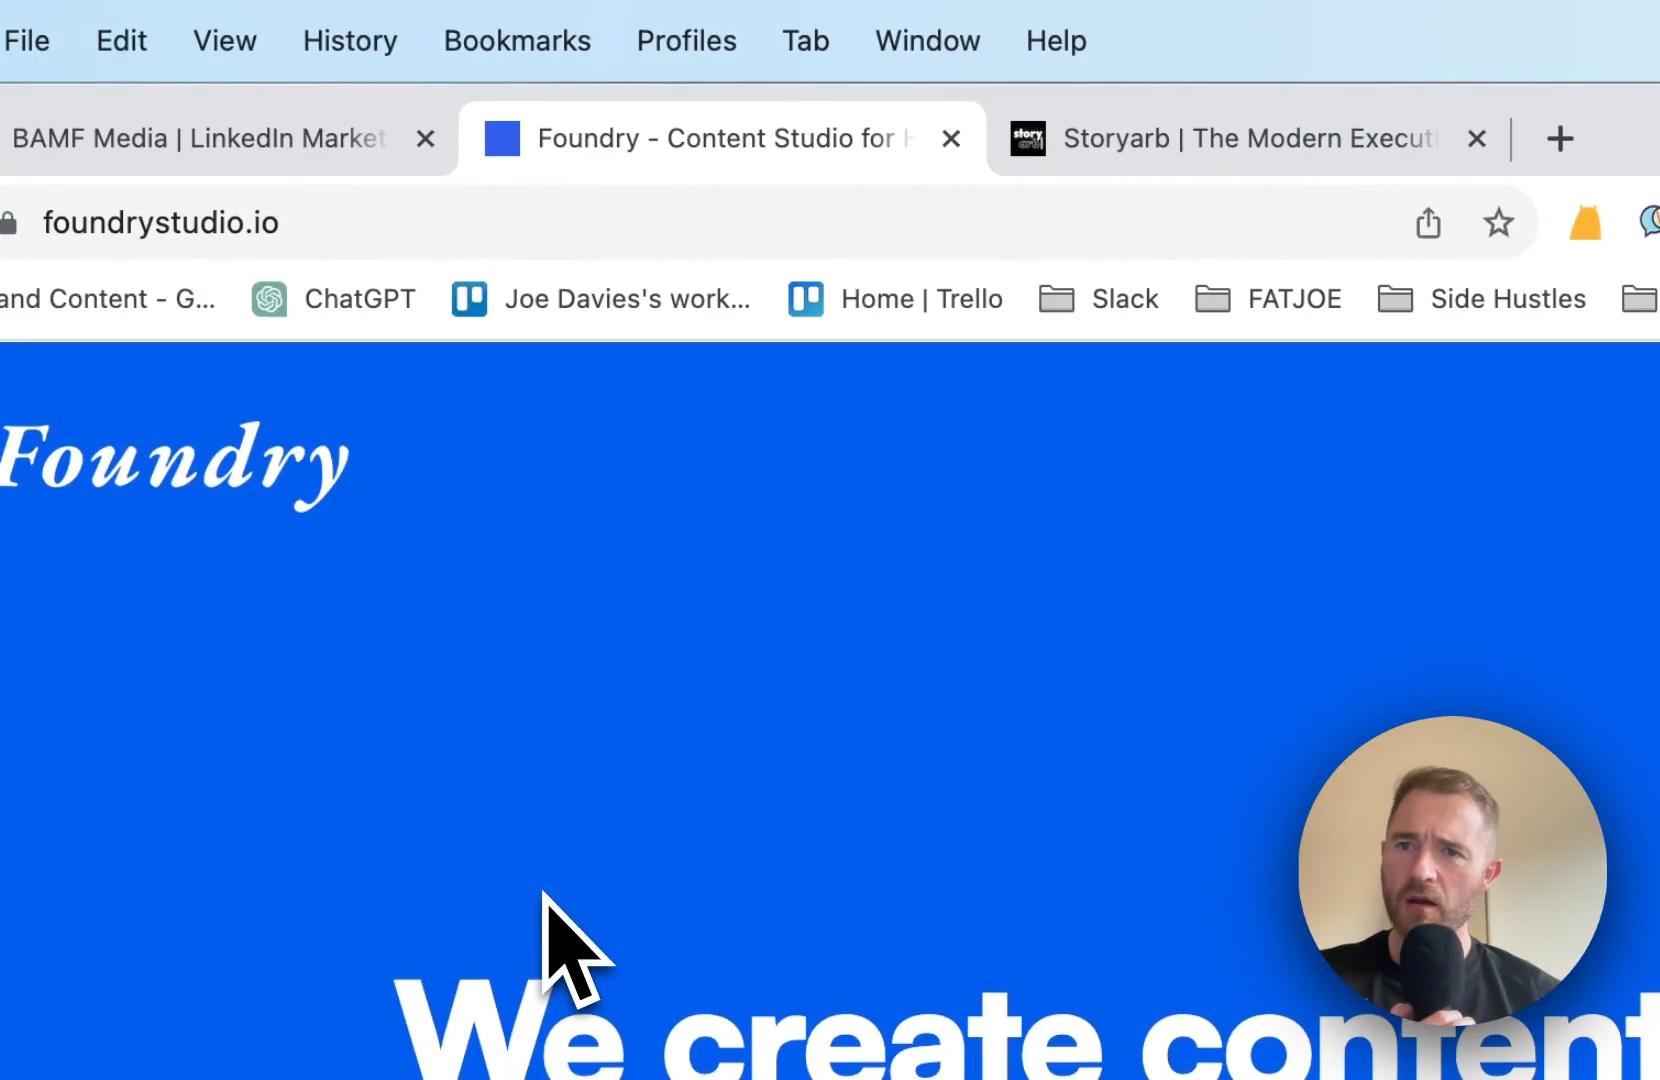 File Edit View History Bookmarks Profiles Tab Window Help
BAMF Media | LinkedIn Market Foundry - Content Studio for Storyarb | The Modern Executi
foundrystudio.io
and Content - G... ChatGPT Joe Davies's work... Home | Trello Slack FATJOE Side Hustles
Foundry
We create content